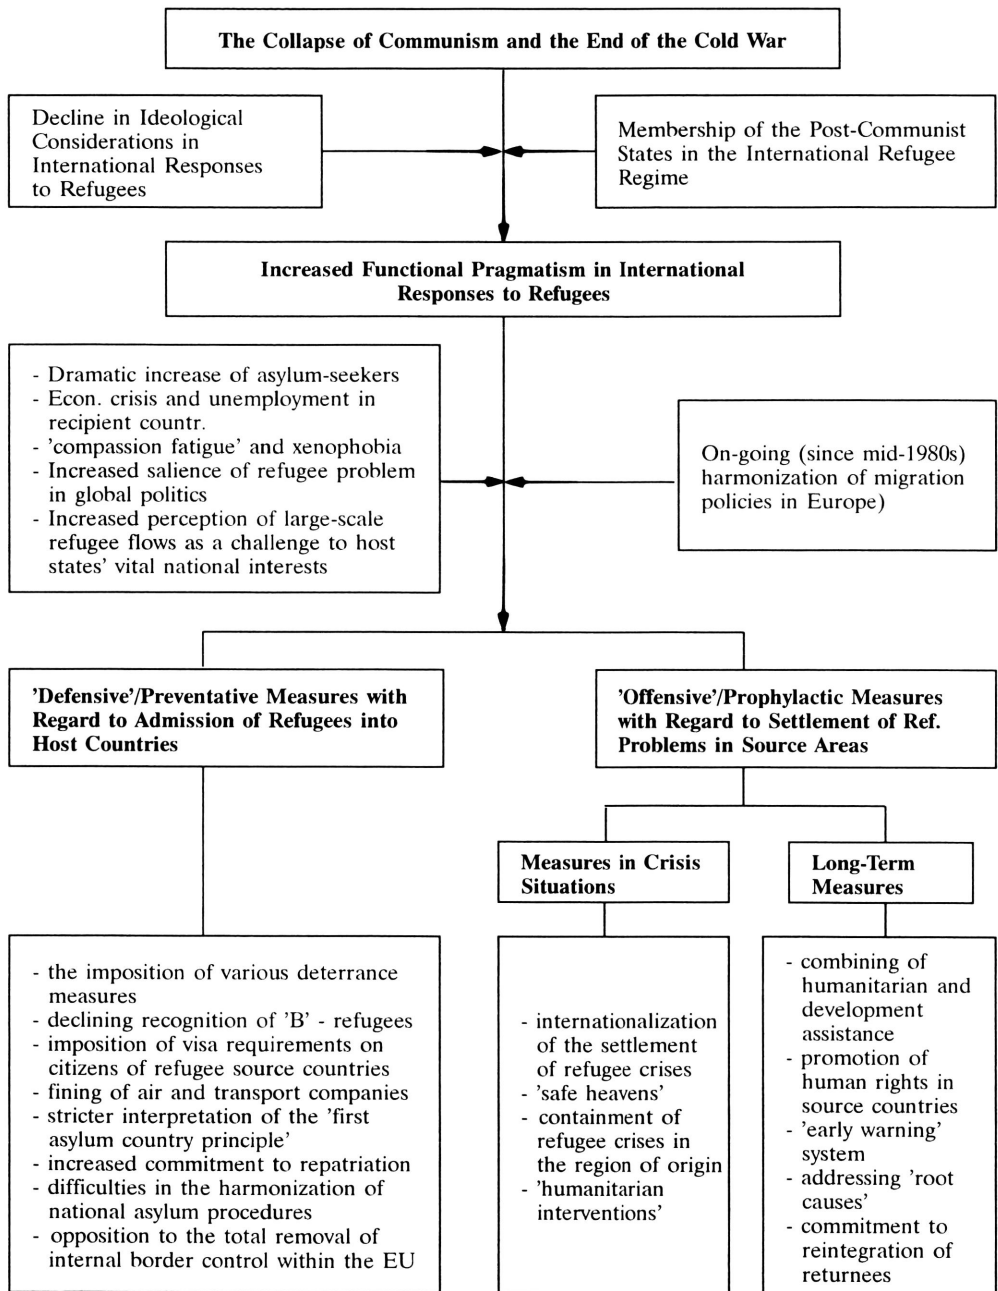 The Collapse of Communism and the End of the Cold War
Decline in Ideological
Considerations in
International Responses
to Refugees
Membership of the Post-Communist
States in the International Refugee
Regime
Increased Functional Pragmatism in International
Responses to Refugees
- Dramatic increase of asylum-seekers
- Econ. crisis and unemployment in
recipient countr.
- 'compassion fatigue' and xenophobia
- Increased salience of refugee problem
in global politics
- Increased perception of large-scale
refugee flows as a challenge to host
states' vital national interests
On-going (since mid-1980s)
harmonization of migration
policies in Europe)
'Defensive'/Preventative Measures with
Regard to Admission of Refugees into
Host Countries
'Offensive'/Prophylactic Measures
with Regard to Settlement of Ref.
Problems in Source Areas
Measures in Crisis
Situations
Long-Term
Measures
- the imposition of various deterrance
measures
- declining recognition of 'B' - refugees
- imposition of visa requirements on
citizens of refugee source countries
- fining of air and transport companies
- stricter interpretation of the 'first
asylum country principle'
- increased commitment to repatriation
- difficulties in the harmonization of
national asylum procedures
- opposition to the total removal of
internal border control within the EU
- internationalization
of the settlement
of refugee crises
- 'safe heavens'
- containment of
refugee crises in
the region of origin
- 'humanitarian
interventions'
- combining of
humanitarian and
development
assistance
- promotion of
human rights in
source countries
- 'early warning'
system
- addressing 'root
causes'
- commitment to
reintegration of
returnees